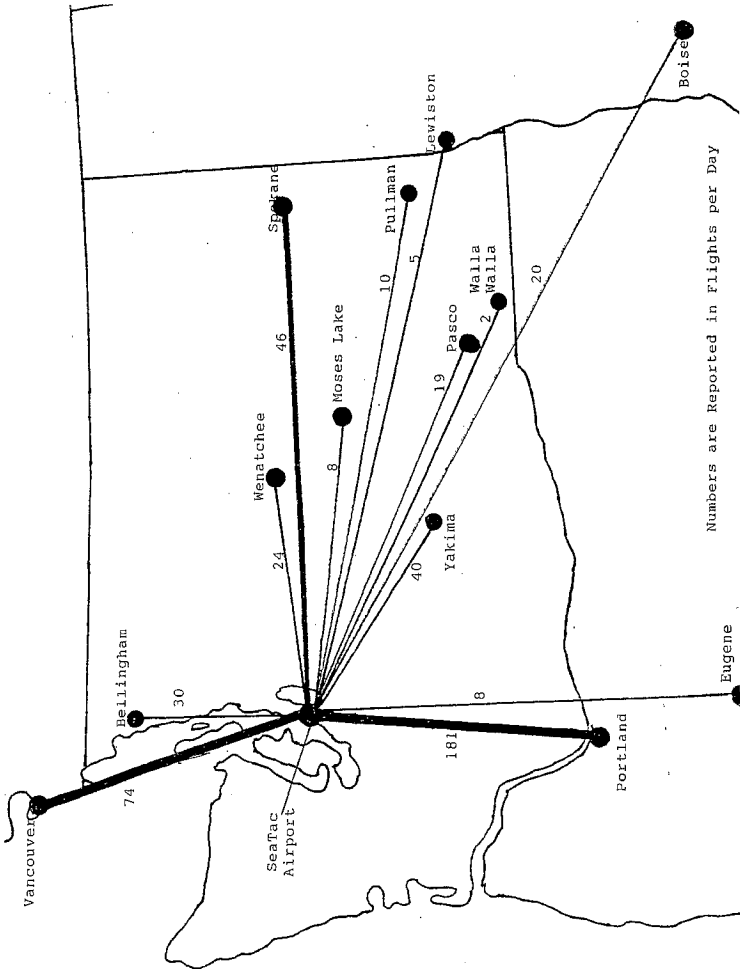 Vancouver
74
Bellingham
30
SeaTac
Airport
Wenatchee
24
Spokane
46
Moses Lake
8
Pullman
10
Lewiston
5
Pasco
19
Walla
Walla
2
Yakima
40
Boise
20
Portland
181
Eugene
8
Numbers are Reported in Flights per Day